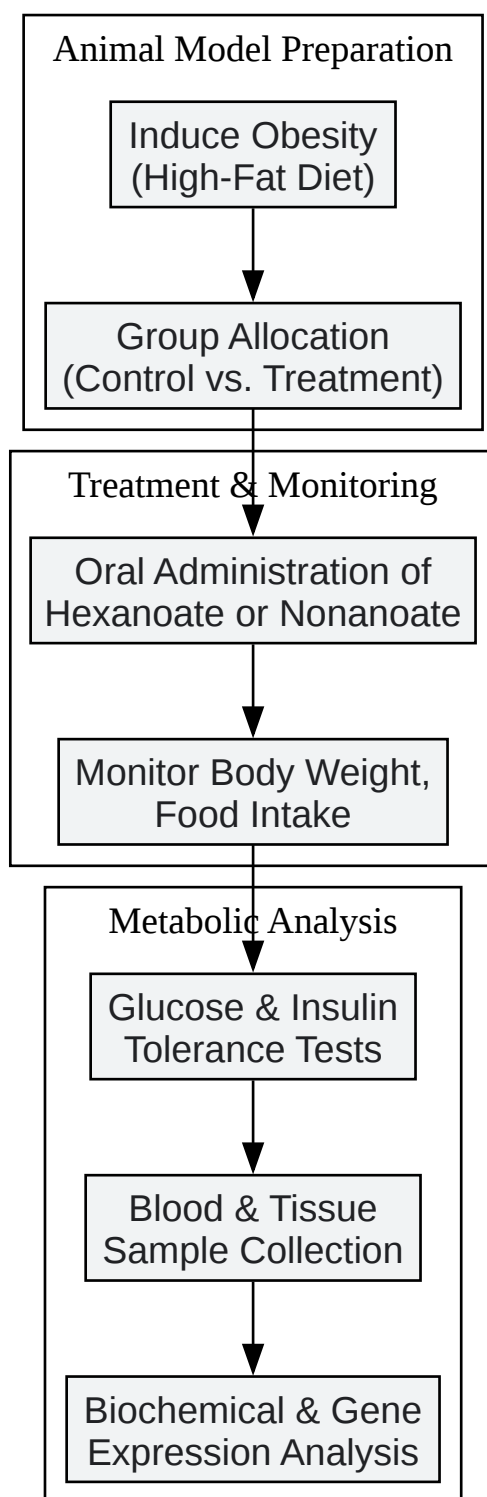 Animal Model Preparation
Induce Obesity
(High-Fat Diet)
Group Allocation
(Control vs. Treatment)
Treatment & Monitoring
Oral Administration of
Hexanoate or Nonanoate
Monitor Body Weight,
Food Intake
Metabolic Analysis
Glucose & Insulin
Tolerance Tests
Blood & Tissue
Sample Collection
Biochemical & Gene
Expression Analysis